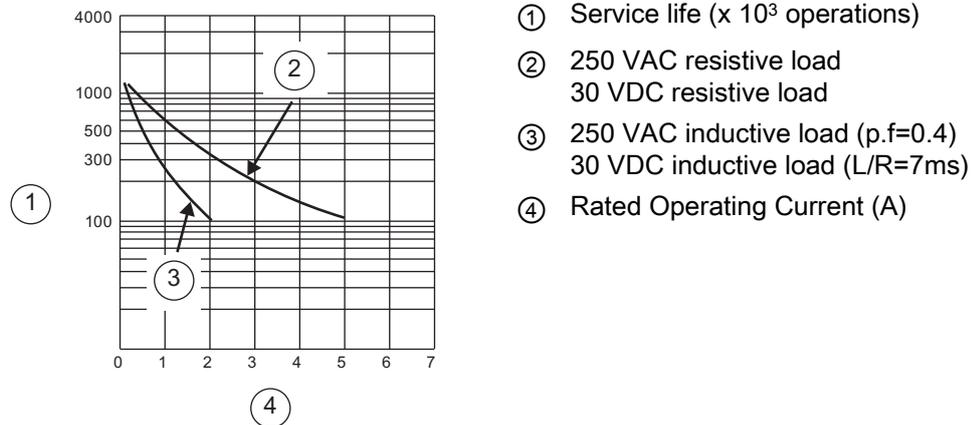 4000
1000
500
300
100
0 1 2 3 4 5 6 7
①
②
③
④
① Service life (x 10³ operations)
② 250 VAC resistive load
30 VDC resistive load
③ 250 VAC inductive load (p.f=0.4)
30 VDC inductive load (L/R=7ms)
④ Rated Operating Current (A)